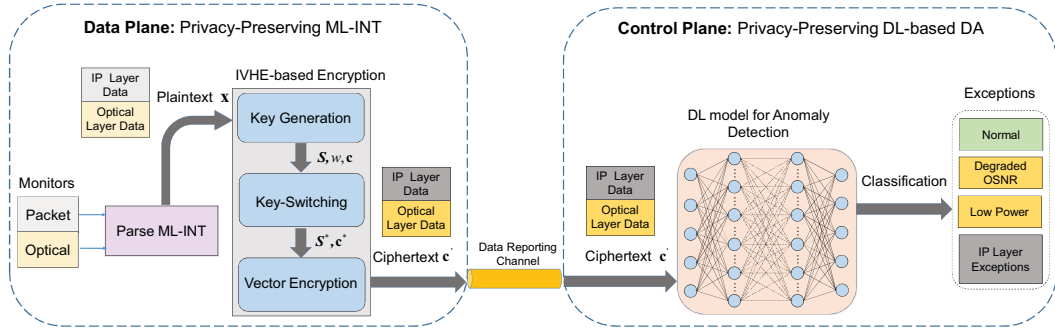 Data Plane: Privacy-Preserving ML-INT
IP Layer
Data
Optical
Layer Data
Plaintext x
IVHE-based Encryption
Key Generation
S, w, c
Key-Switching
S*, c*
Vector Encryption
Monitors
Packet
Optical
Parse ML-INT
IP Layer
Data
Optical
Layer Data
Ciphertext c'
Data Reporting
Channel
Control Plane: Privacy-Preserving DL-based DA
IP Layer
Data
Optical
Layer Data
Ciphertext c'
DL model for Anomaly
Detection
Classification
Exceptions
Normal
Degraded
OSNR
Low Power
IP Layer
Exceptions